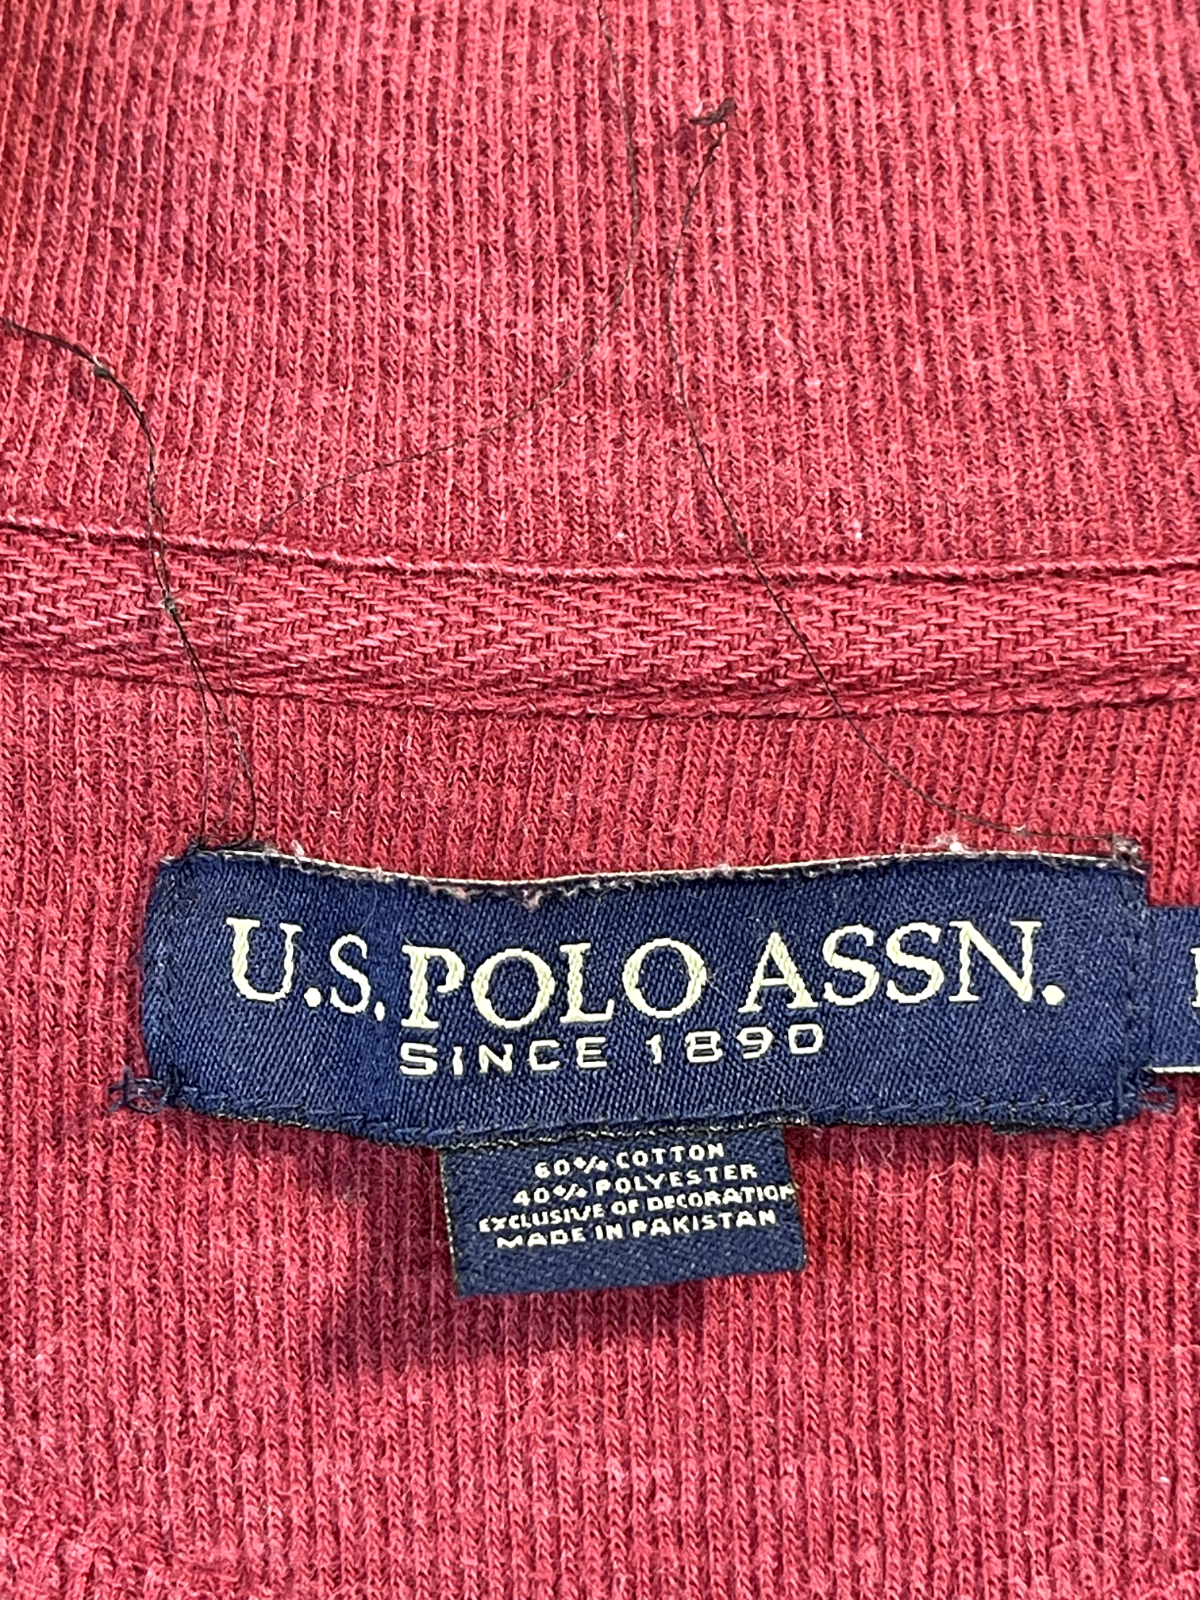 U.S. POLO ASSN.
SINCE 1890
60% COTTON
40% POLYESTER
EXCLUSIVE OF DECORATION
MADE IN PAKISTAN